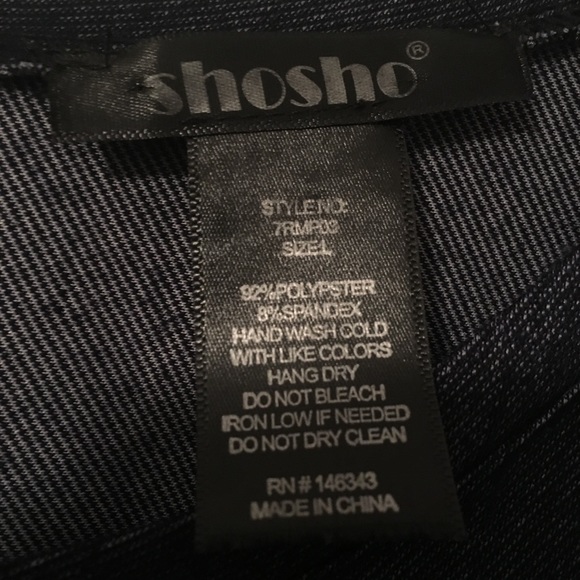 shosho®
STYLE NO:
7RMP03
SIZE:L
92%POLYPSTER
8%SPANDEX
HAND WASH COLD
WITH LIKE COLORS
HANG DRY
DO NOT BLEACH
IRON LOW IF NEEDED
DO NOT DRY CLEAN
RN # 146343
MADE IN CHINA